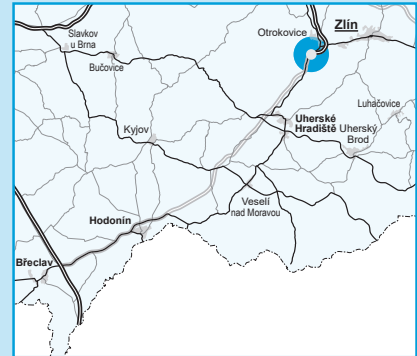 Otrokovice
Zlín
Slavkov
u Brna
Bučovice
Luhačovice
Kyjov
Uherské
Hradiště
Uherský
Brod
Veselí
nad Moravou
Hodonín
Břeclav